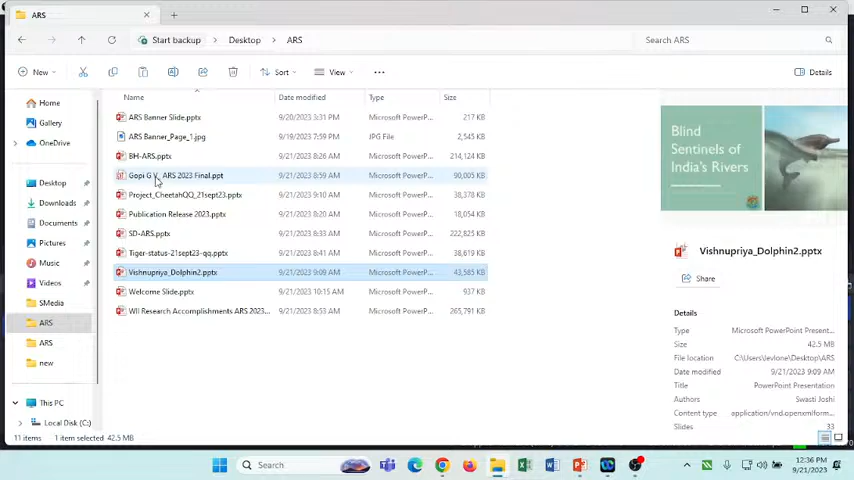 ARS
Start backup > Desktop > ARS
Search ARS
New
Sort
View
Details
Home
Gallery
OneDrive
Desktop
Downloads
Documents
Pictures
Music
Videos
SMedia
ARS
ARS
new
This PC
Local Disk (C:)
Name Date modified Type Size
ARS Banner Slide.pptx 9/20/2023 3:31 PM Microsoft PowerP... 217 KB
ARS Banner_Page_1.jpg 9/19/2023 7:59 PM JPG File 2,545 KB
BH-ARS.pptx 9/21/2023 8:26 AM Microsoft PowerP... 214,124 KB
Gopi G V_ ARS 2023 Final.ppt 9/21/2023 8:59 AM Microsoft PowerP... 90,005 KB
Project_CheetahQQ_21sept23.pptx 9/21/2023 9:10 AM Microsoft PowerP... 38,378 KB
Publication Release 2023.pptx 9/21/2023 8:20 AM Microsoft PowerP... 18,054 KB
SD-ARS.pptx 9/21/2023 9:00 AM Microsoft PowerP... 222,825 KB
Tiger-status-21sept23-qq.pptx 9/21/2023 8:41 AM Microsoft PowerP... 38,619 KB
Vishnupriya_Dolphin2.pptx 9/21/2023 9:09 AM Microsoft PowerP... 43,585 KB
Welcome Slide.pptx 9/21/2023 10:15 AM Microsoft PowerP... 937 KB
WII Research Accomplishments ARS 2023... 9/21/2023 8:53 AM Microsoft PowerP... 265,791 KB
Blind
Sentinels of
India's Rivers
Vishnupriya_Dolphin2.pptx
Share
Details
Type Microsoft PowerPoint Present...
Size 42.5 MB
File location C:\Users\levlone\Desktop\ARS
Date modified 9/21/2023 9:09 AM
Title PowerPoint Presentation
Authors Swasti Joshi
Content type application/vnd.openxmlform...
Slides 33
11 items 1 item selected 42.5 MB
Search
12:36 PM
9/21/2023